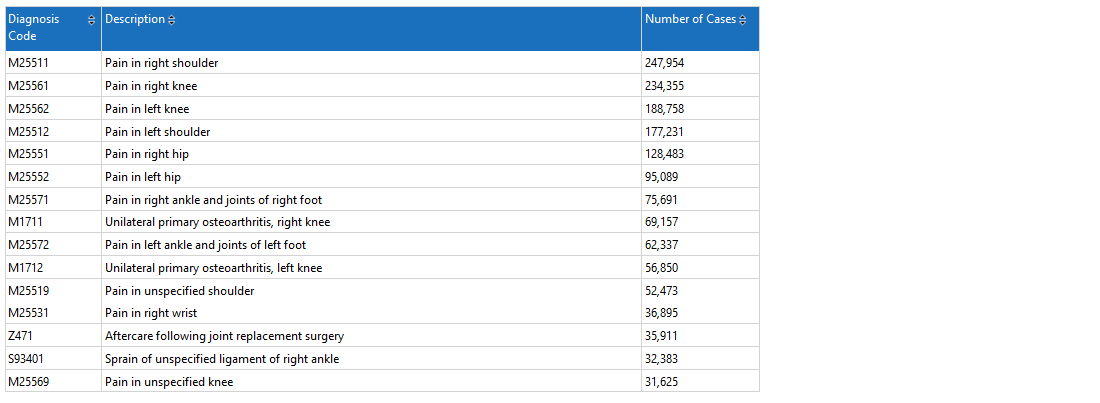 Diagnosis Code Description Number of Cases
M25511 Pain in right shoulder 247,954
M25561 Pain in right knee 234,355
M25562 Pain in left knee 188,758
M25512 Pain in left shoulder 177,231
M25551 Pain in right hip 128,483
M25552 Pain in left hip 95,089
M25571 Pain in right ankle and joints of right foot 75,691
M1711 Unilateral primary osteoarthritis, right knee 69,157
M25572 Pain in left ankle and joints of left foot 62,337
M1712 Unilateral primary osteoarthritis, left knee 56,850
M25519 Pain in unspecified shoulder 52,473
M25531 Pain in right wrist 36,895
Z471 Aftercare following joint replacement surgery 35,911
S93401 Sprain of unspecified ligament of right ankle 32,383
M25569 Pain in unspecified knee 31,625